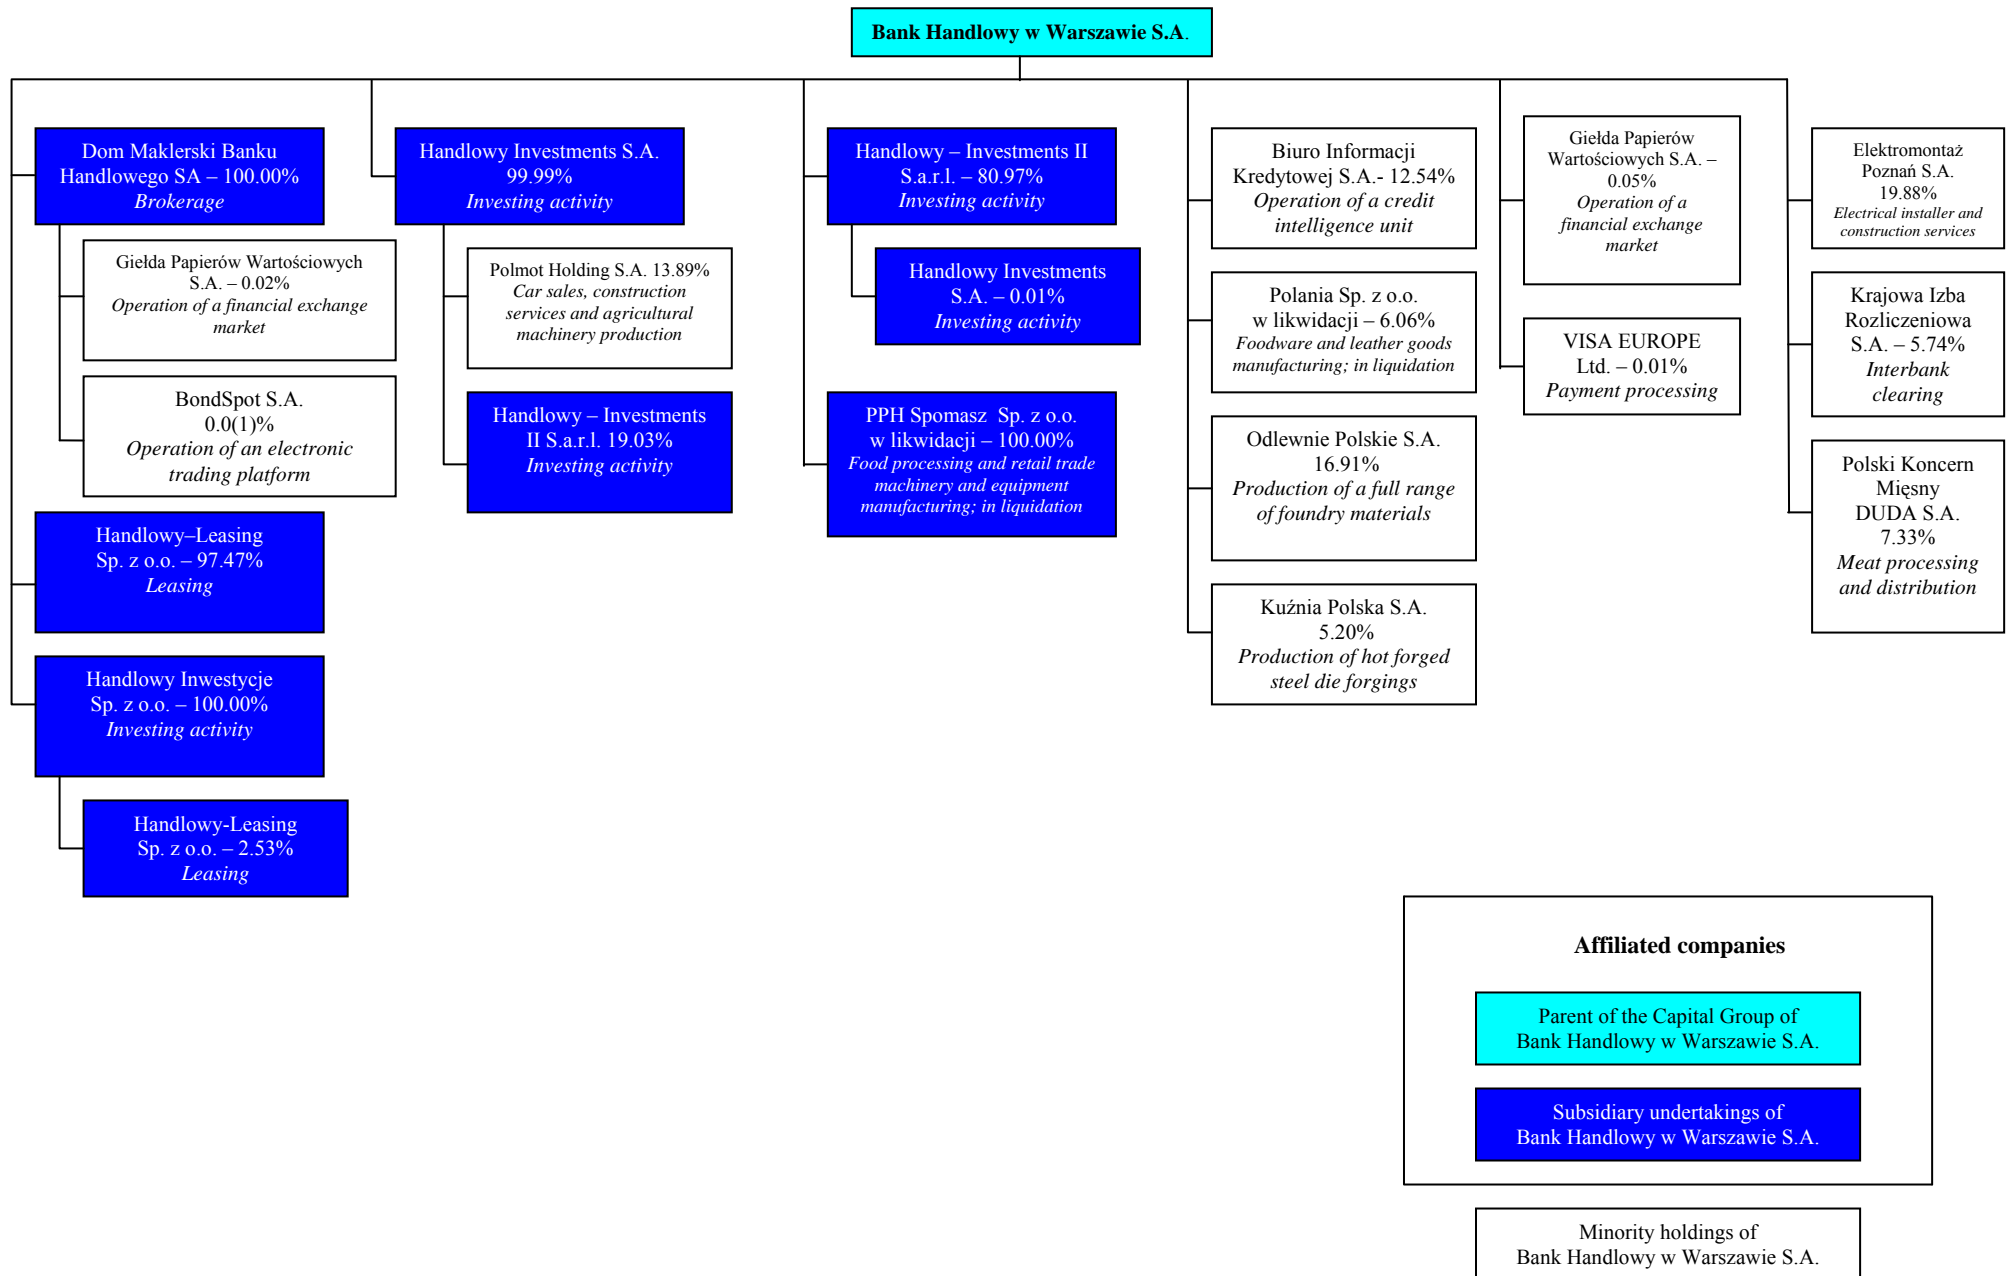 Bank Handlowy w Warszawie S.A.
Dom Maklerski Banku
Handlowego SA – 100.00%
Brokerage
Giełda Papierów Wartościowych
S.A. – 0.02%
Operation of a financial exchange
market
BondSpot S.A.
0.0(1)%
Operation of an electronic
trading platform
Handlowy–Leasing
Sp. z o.o. – 97.47%
Leasing
Handlowy Inwestycje
Sp. z o.o. – 100.00%
Investing activity
Handlowy-Leasing
Sp. z o.o. – 2.53%
Leasing
Handlowy Investments S.A.
99.99%
Investing activity
Polmot Holding S.A. 13.89%
Car sales, construction
services and agricultural
machinery production
Handlowy – Investments
II S.a.r.l. 19.03%
Investing activity
Handlowy – Investments II
S.a.r.l. – 80.97%
Investing activity
Handlowy Investments
S.A. – 0.01%
Investing activity
PPH Spomasz Sp. z o.o.
w likwidacji – 100.00%
Food processing and retail trade
machinery and equipment
manufacturing; in liquidation
Biuro Informacji
Kredytowej S.A.- 12.54%
Operation of a credit
intelligence unit
Polania Sp. z o.o.
w likwidacji – 6.06%
Foodware and leather goods
manufacturing; in liquidation
Odlewnie Polskie S.A.
16.91%
Production of a full range
of foundry materials
Kuźnia Polska S.A.
5.20%
Production of hot forged
steel die forgings
Giełda Papierów
Wartościowych S.A. –
0.05%
Operation of a
financial exchange
market
VISA EUROPE
Ltd. – 0.01%
Payment processing
Elektromontaż
Poznań S.A.
19.88%
Electrical installer and
construction services
Krajowa Izba
Rozliczeniowa
S.A. – 5.74%
Interbank
clearing
Polski Koncern
Mięsny
DUDA S.A.
7.33%
Meat processing
and distribution
Affiliated companies
Parent of the Capital Group of
Bank Handlowy w Warszawie S.A.
Subsidiary undertakings of
Bank Handlowy w Warszawie S.A.
Minority holdings of
Bank Handlowy w Warszawie S.A.